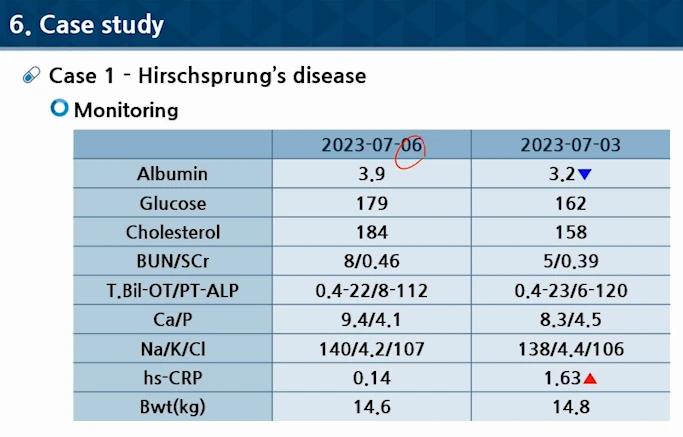 6. Case study
Case 1 - Hirschsprung's disease
Monitoring
2023-07-06 2023-07-03
Albumin 3.9 3.2▼
Glucose 179 162
Cholesterol 184 158
BUN/SCr 8/0.46 5/0.39
T.Bil-OT/PT-ALP 0.4-22/8-112 0.4-23/6-120
Ca/P 9.4/4.1 8.3/4.5
Na/K/Cl 140/4.2/107 138/4.4/106
hs-CRP 0.14 1.63▲
Bwt(kg) 14.6 14.8